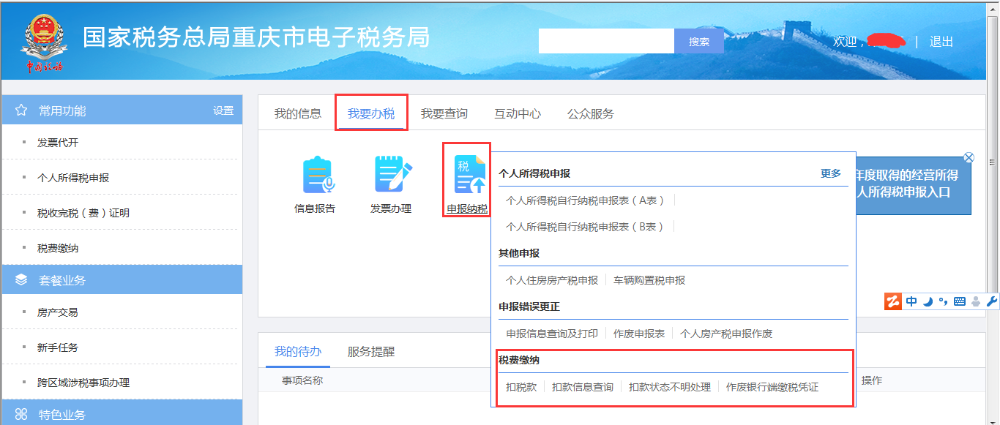 国家税务总局重庆市电子税务局
中国税务
搜索
欢迎，
| 退出
常用功能 设置
发票代开
个人所得税申报
税收完税（费）证明
税费缴纳
套餐业务
房产交易
新手任务
跨区域涉税事项办理
特色业务
我的信息 我要办税 我要查询 互动中心 公众服务
信息报告 发票办理 税 申报纳税
个人所得税申报 更多
个人所得税自行纳税申报表（A表）
个人所得税自行纳税申报表（B表）
其他申报
个人住房房产税申报 车辆购置税申报
申报错误更正
申报信息查询及打印 作废申报表 个人房产税申报作废
税费缴纳
扣税款 扣款信息查询 扣款状态不明处理 作废银行端缴税凭证
年度取得的经营所得
人所得税申报入口
中
我的待办 服务提醒
事项名称 操作